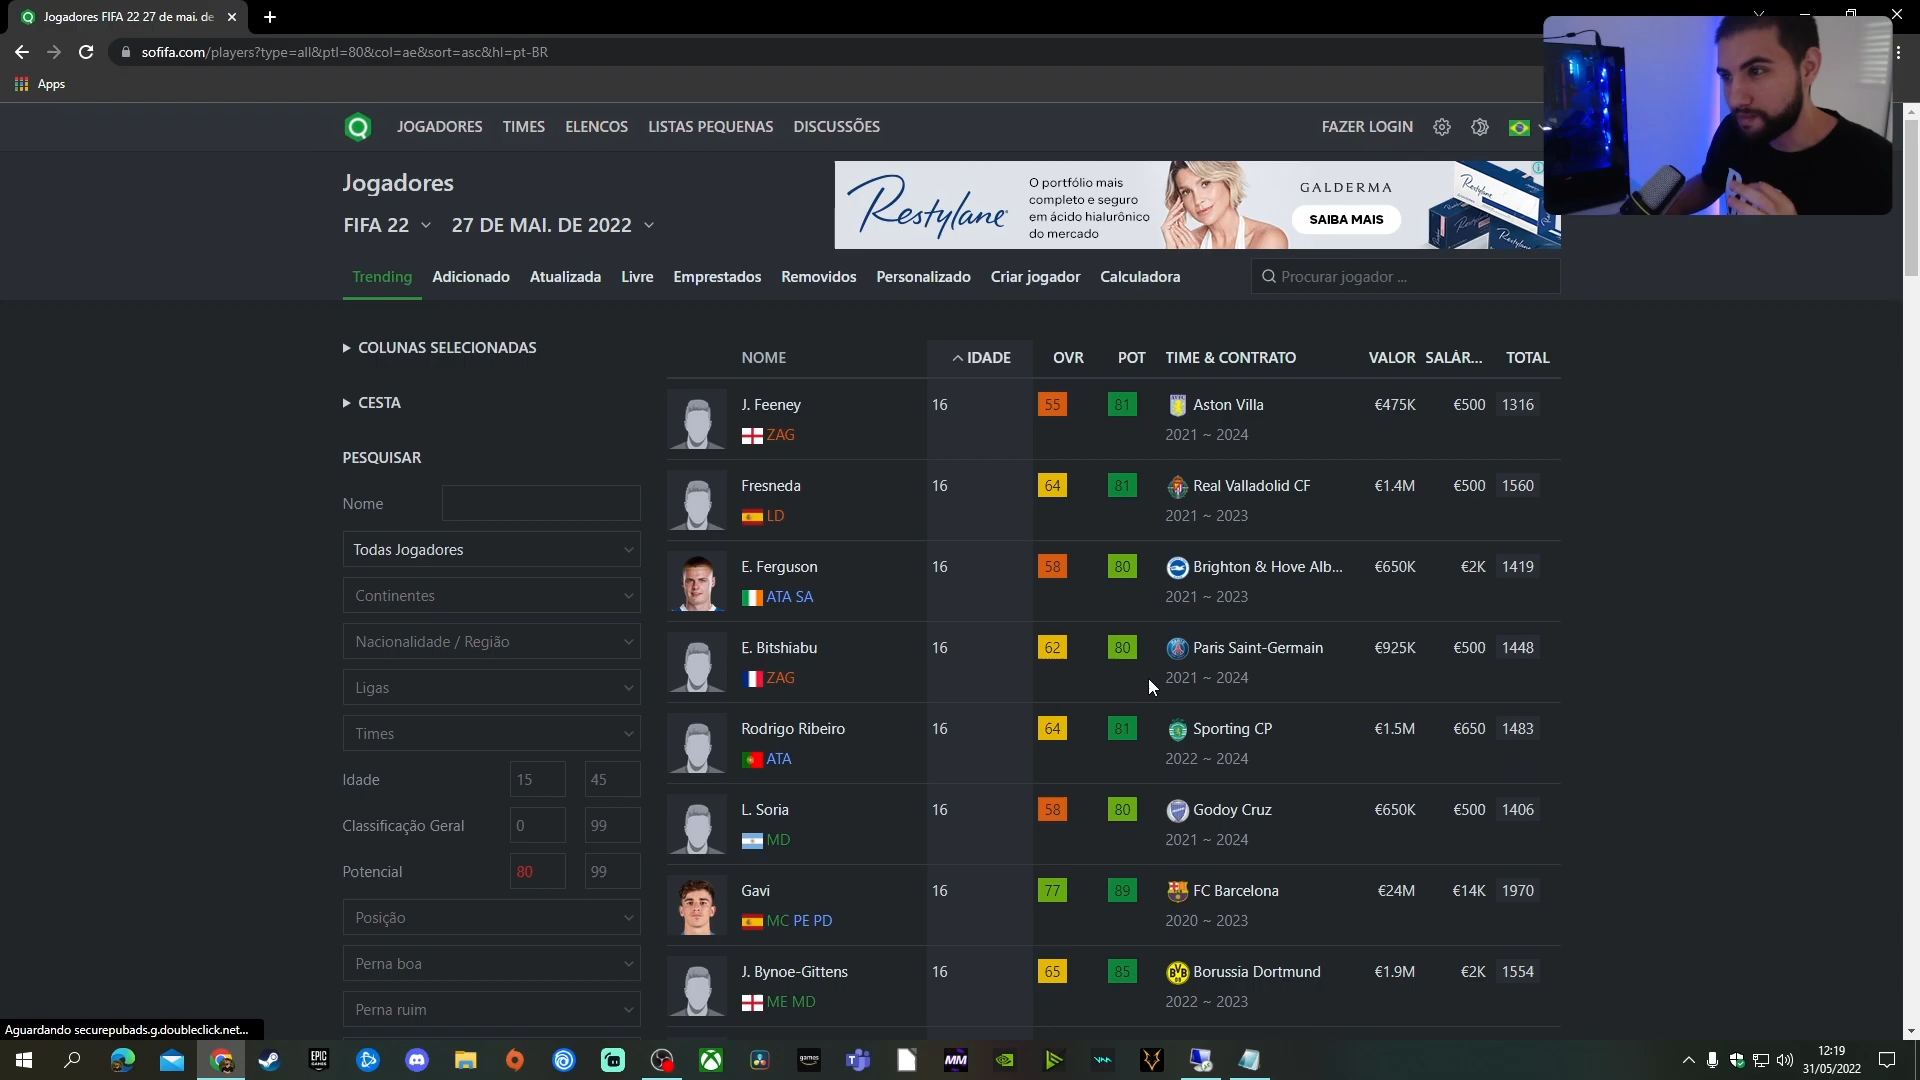 Jogadores FIFA 22 27 de mai. de
sofifa.com/players?type=all&ptl=80&col=ae&sort=asc&hl=pt-BR
Apps
JOGADORES TIMES ELENCOS LISTAS PEQUENAS DISCUSSÕES
FAZER LOGIN
Jogadores
FIFA 22 27 DE MAI. DE 2022
Restylane
O portfólio mais
completo e seguro
em ácido hialurônico
do mercado
GALDERMA
SAIBA MAIS
Restylane
Trending Adicionado Atualizada Livre Emprestados Removidos Personalizado Criar jogador Calculadora
Procurar jogador ...
COLUNAS SELECIONADAS
CESTA
PESQUISAR
Nome
Todas Jogadores
Continentes
Nacionalidade / Região
Ligas
Times
Idade 15 45
Classificação Geral 0 99
Potencial 80 99
Posição
Perna boa
Perna ruim
NOME IDADE OVR POT TIME & CONTRATO VALOR SALÁR... TOTAL
J. Feeney 16 55 81 Aston Villa €475K €500 1316
ZAG 2021 ~ 2024
Fresneda 16 64 81 Real Valladolid CF €1.4M €500 1560
LD 2021 ~ 2023
E. Ferguson 16 58 80 Brighton & Hove Alb... €650K €2K 1419
ATA SA 2021 ~ 2023
E. Bitshiabu 16 62 80 Paris Saint-Germain €925K €500 1448
ZAG 2021 ~ 2024
Rodrigo Ribeiro 16 64 81 Sporting CP €1.5M €650 1483
ATA 2022 ~ 2024
L. Soria 16 58 80 Godoy Cruz €650K €500 1406
MD 2021 ~ 2024
Gavi 16 77 89 FC Barcelona €24M €14K 1970
MC PE PD 2020 ~ 2023
J. Bynoe-Gittens 16 65 85 Borussia Dortmund €1.9M €2K 1554
ME MD 2022 ~ 2023
Aguardando securepubads.g.doubleclick.net...
EPIC GAMES
games
MM
12:19
31/05/2022